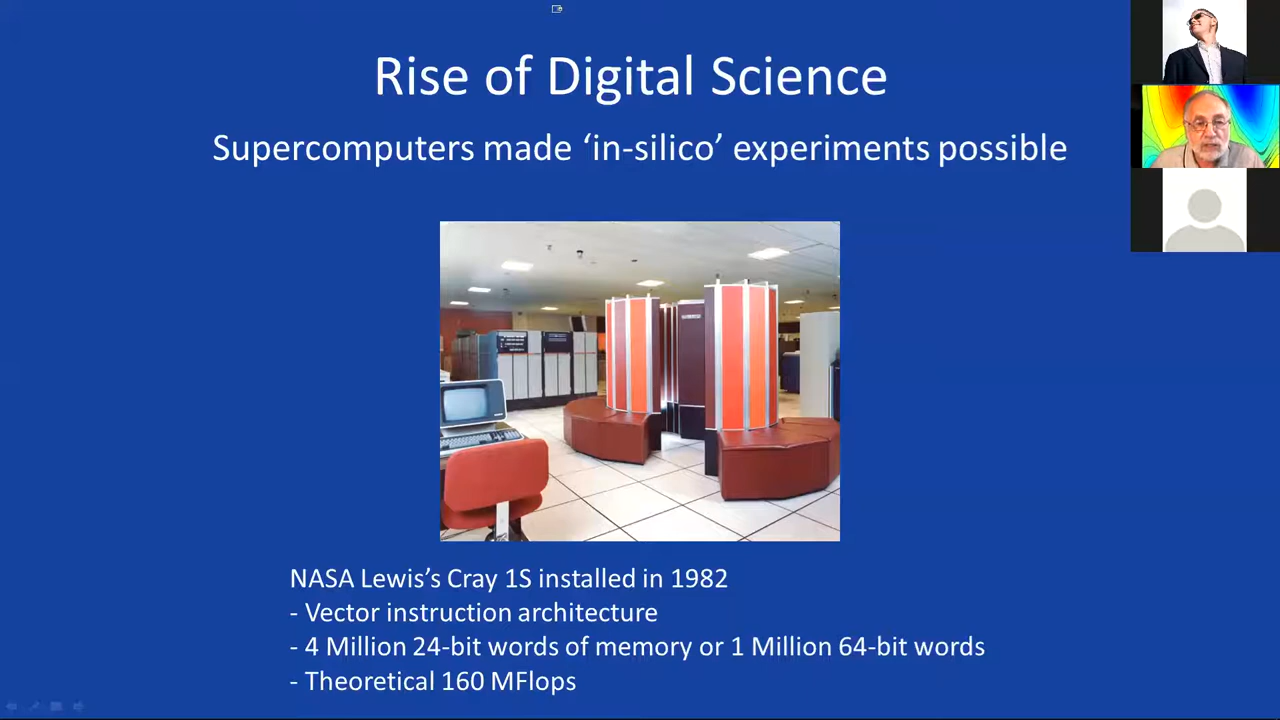 Rise of Digital Science
Supercomputers made ‘in-silico’ experiments possible
NASA Lewis’s Cray 1S installed in 1982
- Vector instruction architecture
- 4 Million 24-bit words of memory or 1 Million 64-bit words
- Theoretical 160 MFlops